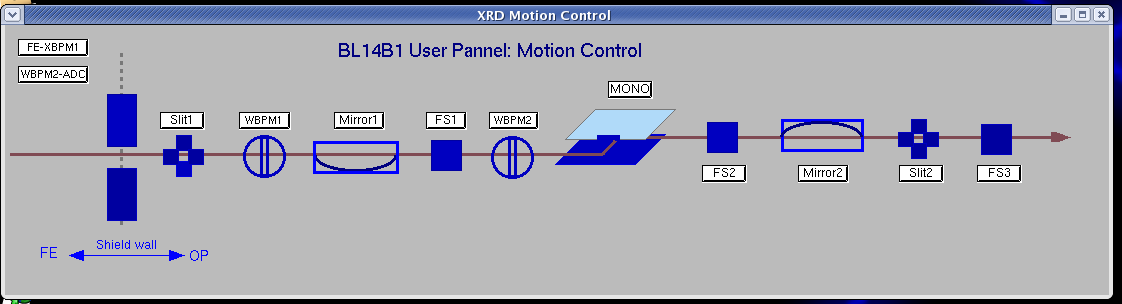 XRD Motion Control
FE-XBPM1
BL14B1 User Pannel: Motion Control
WBPM2-ADC
MONO
Slit1
WBPM1
Mirror1
FS1
WBPM2
FS2
Mirror2
Slit2
FS3
FE
Shield wall
OP